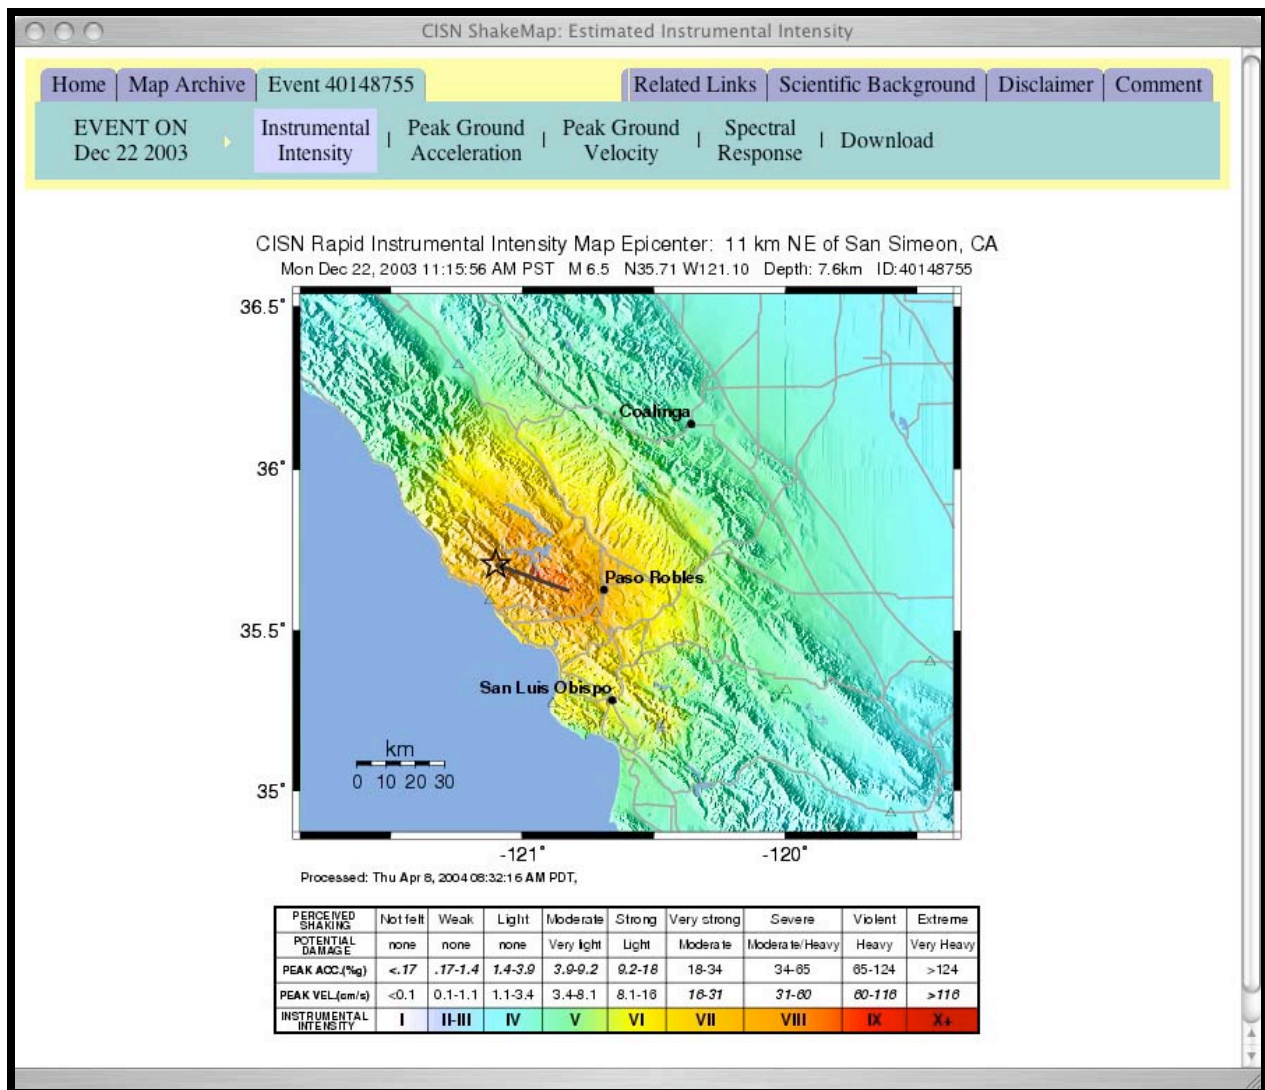 CISN ShakeMap: Estimated Instrumental Intensity
Home Map Archive Event 40148755 Related Links Scientific Background Disclaimer Comment
EVENT ON
Dec 22 2003
Instrumental
Intensity
Peak Ground
Acceleration
Peak Ground
Velocity
Spectral
Response
Download
CISN Rapid Instrumental Intensity Map Epicenter: 11 km NE of San Simeon, CA
Mon Dec 22, 2003 11:15:56 AM PST M 6.5 N35.71 W121.10 Depth: 7.6km ID:40148755
36.5°
Coalinga
36°
Paso Robles
35.5°
San Luis Obispo
km
0 10 20 30
35°
-121° -120°
Processed: Thu Apr 8, 2004 08:32:16 AM PDT,
PERCEIVED SHAKING Not felt Weak Light Moderate Strong Very strong Severe Violent Extreme
POTENTIAL DAMAGE none none none Very light Light Moderate Moderate/Heavy Heavy Very Heavy
PEAK ACC.(%g) <.17 .17-1.4 1.4-3.9 3.9-9.2 9.2-18 18-34 34-65 65-124 >124
PEAK VEL.(cm/s) <0.1 0.1-1.1 1.1-3.4 3.4-8.1 8.1-16 16-31 31-60 60-116 >116
INSTRUMENTAL INTENSITY I II-III IV V VI VII VIII IX X+